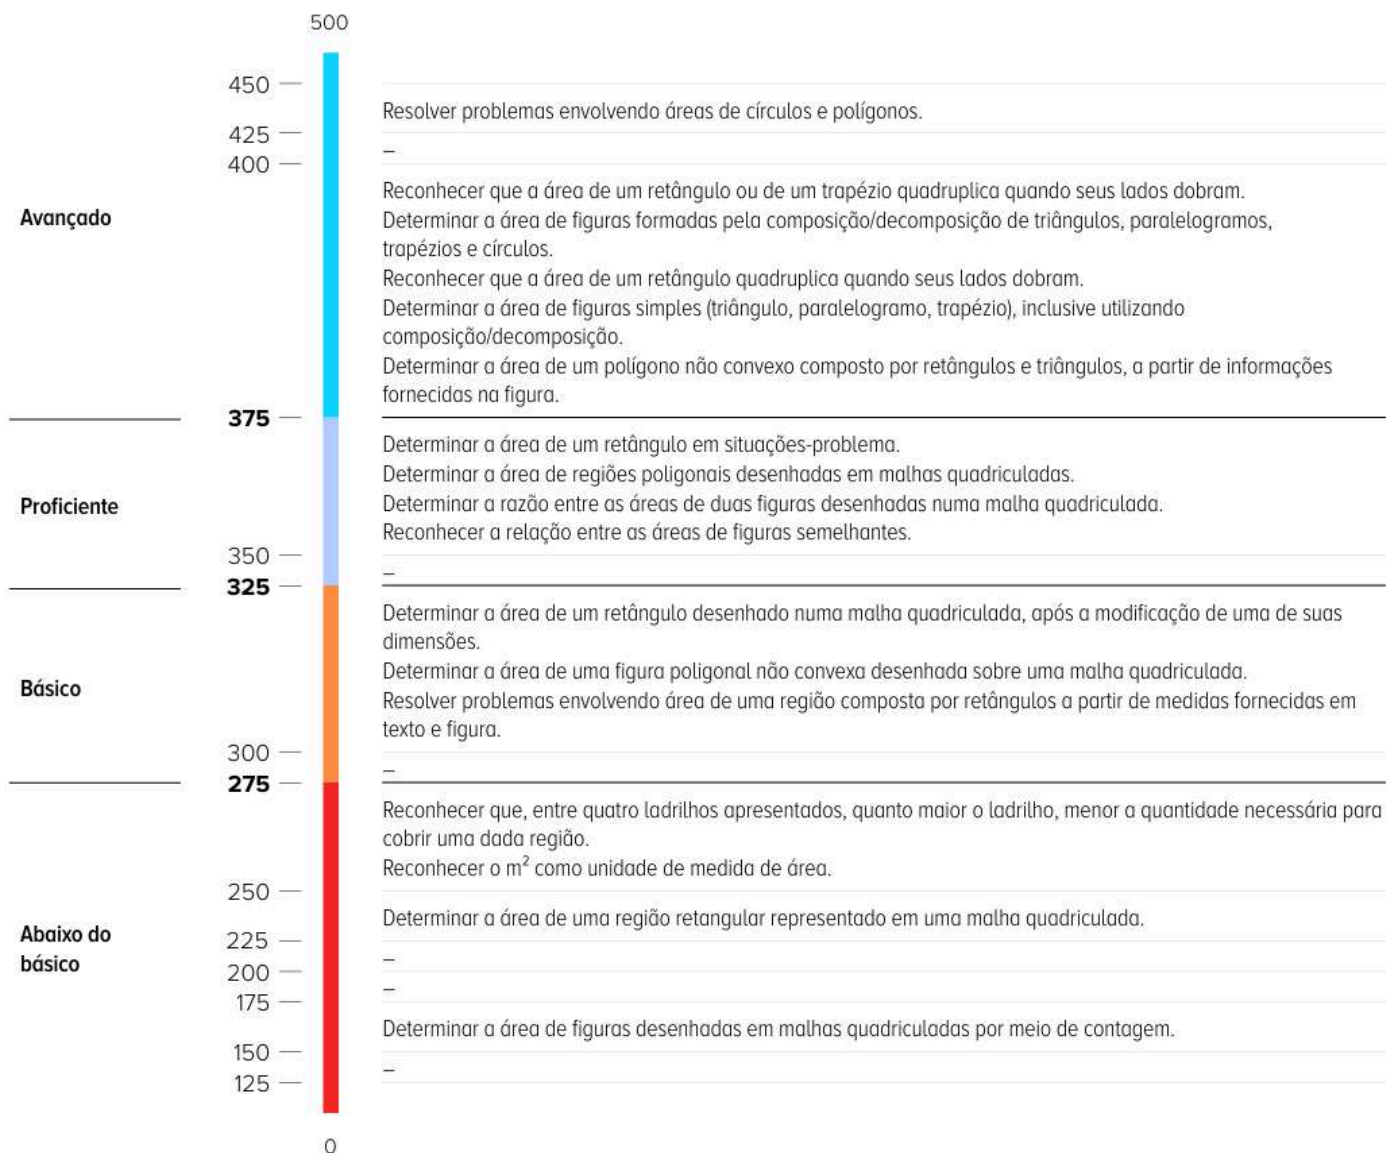 500
450
Resolver problemas envolvendo áreas de círculos e polígonos.
425
–
400
Reconhecer que a área de um retângulo ou de um trapézio quadruplica quando seus lados dobram.
Avançado
Determinar a área de figuras formadas pela composição/decomposição de triângulos, paralelogramos,
trapézios e círculos.
Reconhecer que a área de um retângulo quadruplica quando seus lados dobram.
Determinar a área de figuras simples (triângulo, paralelogramo, trapézio), inclusive utilizando
composição/decomposição.
Determinar a área de um polígono não convexo composto por retângulos e triângulos, a partir de informações
fornecidas na figura.
375
Determinar a área de um retângulo em situações-problema.
Determinar a área de regiões poligonais desenhadas em malhas quadriculadas.
Proficiente
Determinar a razão entre as áreas de duas figuras desenhadas numa malha quadriculada.
Reconhecer a relação entre as áreas de figuras semelhantes.
350
–
325
Determinar a área de um retângulo desenhado numa malha quadriculada, após a modificação de uma de suas
dimensões.
Determinar a área de uma figura poligonal não convexa desenhada sobre uma malha quadriculada.
Básico
Resolver problemas envolvendo área de uma região composta por retângulos a partir de medidas fornecidas em
texto e figura.
300
–
275
Reconhecer que, entre quatro ladrilhos apresentados, quanto maior o ladrilho, menor a quantidade necessária para
cobrir uma dada região.
Reconhecer o m² como unidade de medida de área.
250
Determinar a área de uma região retangular representado em uma malha quadriculada.
Abaixo do
básico
225
–
200
–
175
Determinar a área de figuras desenhadas em malhas quadriculadas por meio de contagem.
150
–
125
0